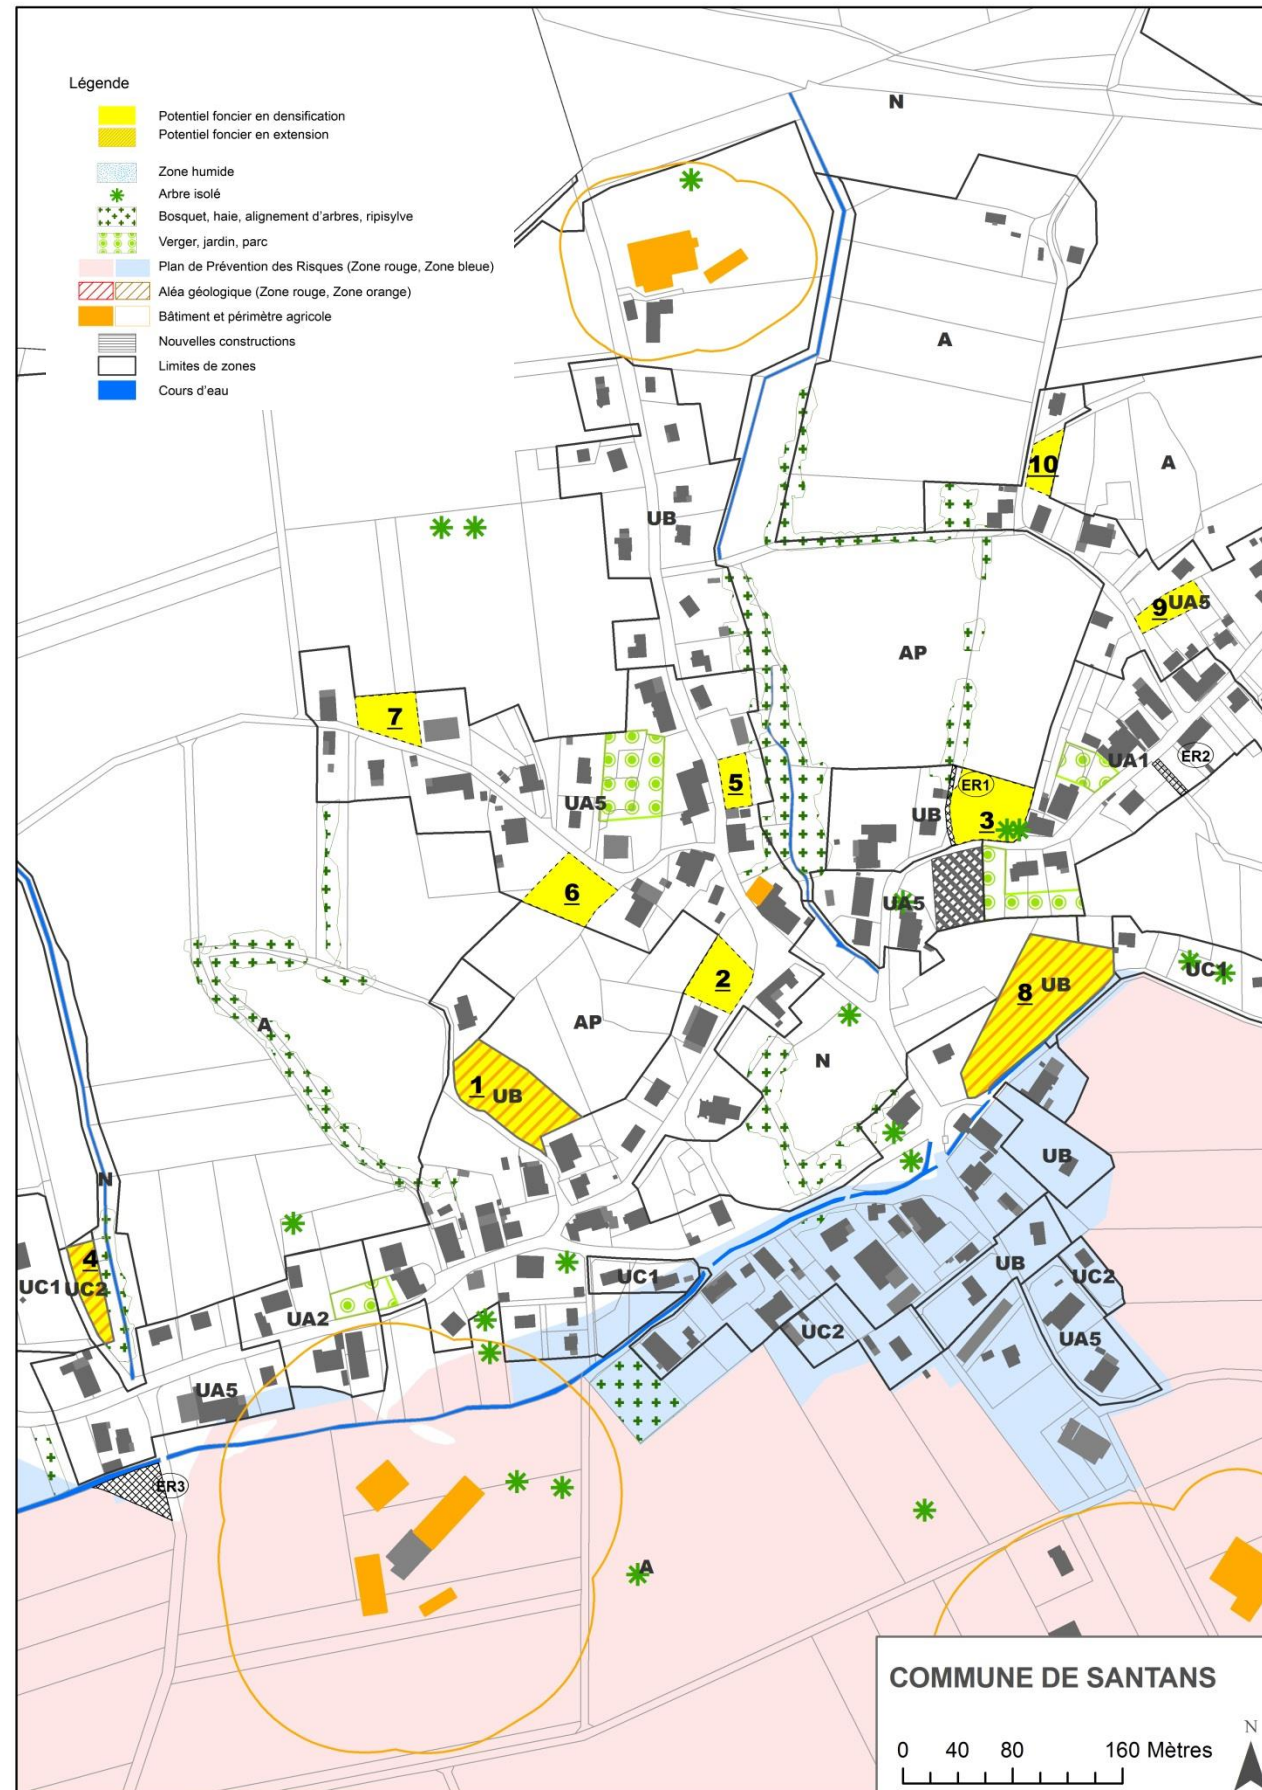 Légende
Potentiel foncier en densification
Potentiel foncier en extension
Zone humide
Arbre isolé
Bosquet, haie, alignement d'arbres, ripisylve
Verger, jardin, parc
Plan de Prévention des Risques (Zone rouge, Zone bleue)
Aléa géologique (Zone rouge, Zone orange)
Bâtiment et périmètre agricole
Nouvelles constructions
Limites de zones
Cours d'eau
N
A
10
A
UB
9 UA5
AP
7
UA1
ER2
5
ER1
UA5
UB
3
6
UA5
2
UC1
8 UB
AP
A
N
1 UB
UB
N
4
UC1 UC2
UC1
UB
UC2
UA2
UC2
UA5
UA5
ER3
A
COMMUNE DE SANTANS
N
0 40 80 160 Mètres